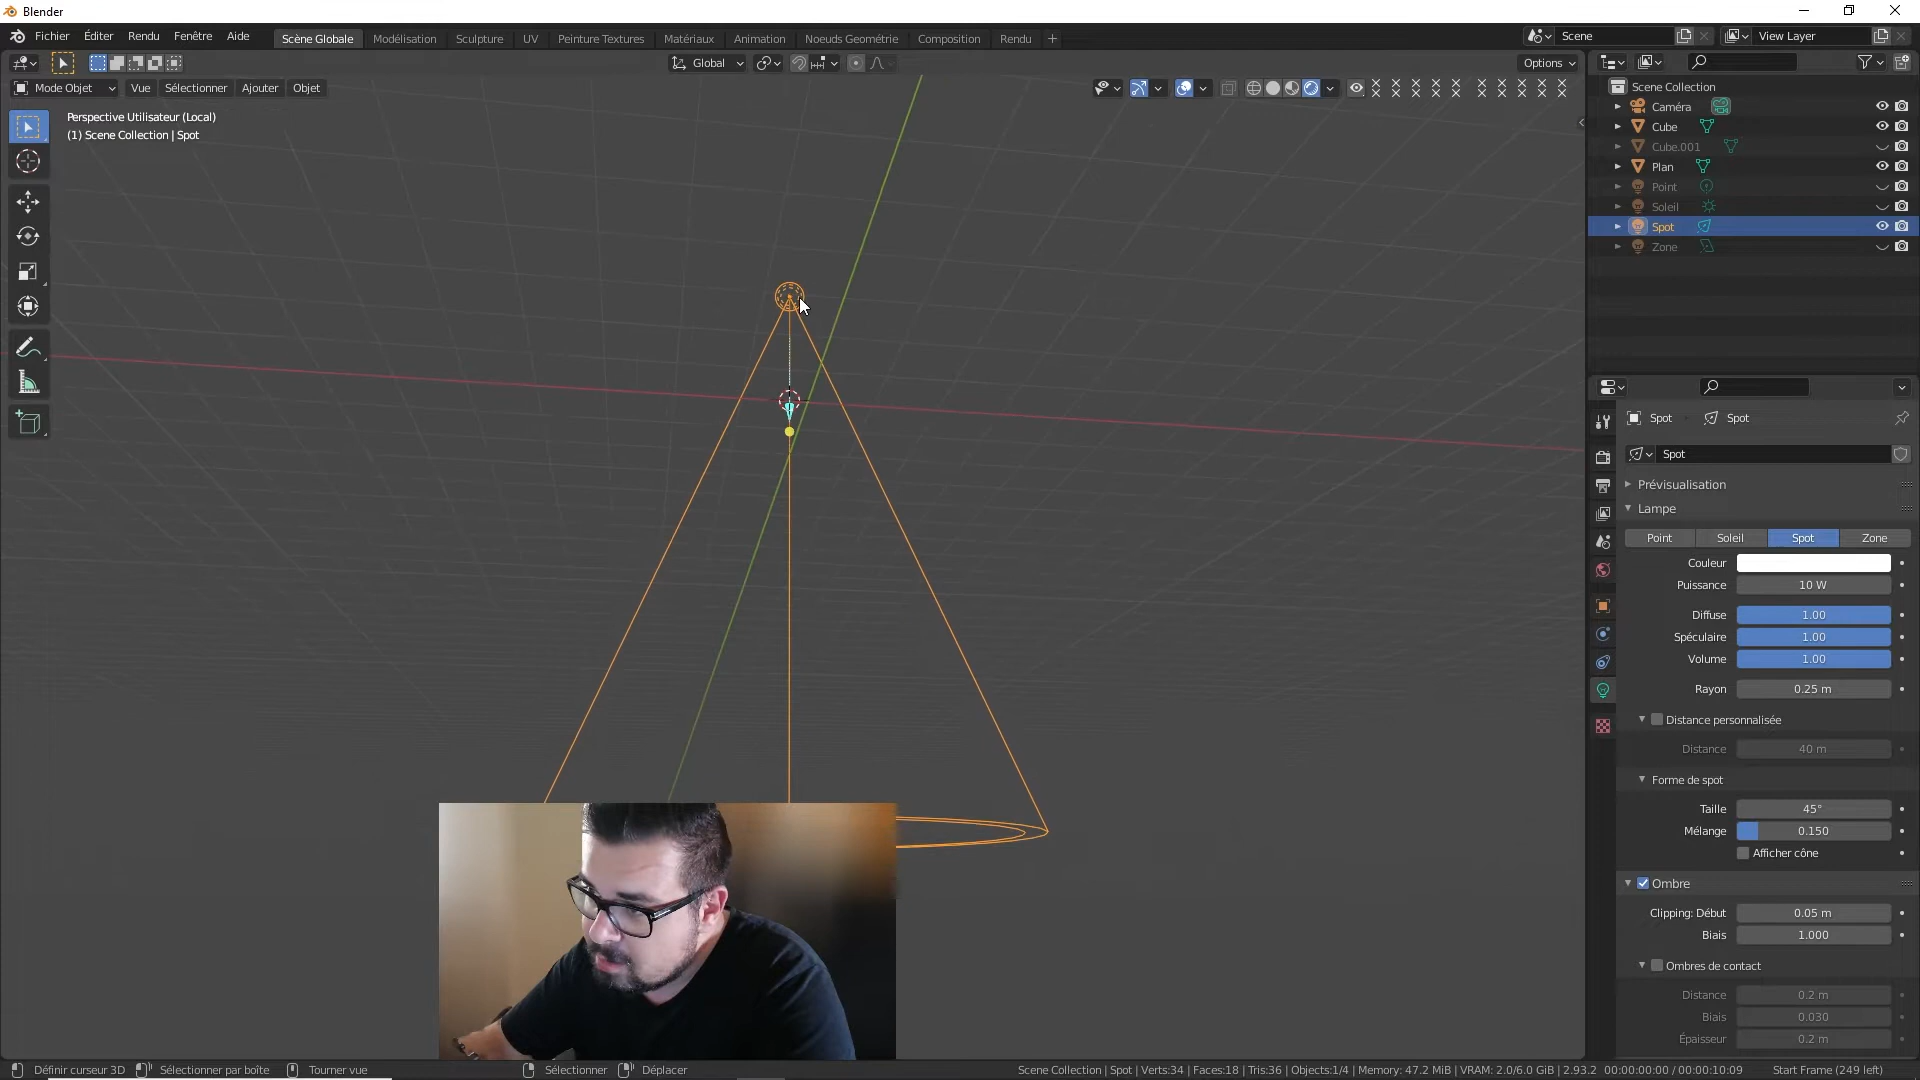 Blender
Fichier Éditer Rendu Fenêtre Aide Scène Globale Modélisation Sculpture UV Peinture Textures Matériaux Animation Noeuds Géométrie Composition Rendu + Scene View Layer
Global Options
Mode Objet Vue Sélectionner Ajouter Objet
Perspective Utilisateur (Local)
(1) Scene Collection | Spot
Scene Collection
Caméra
Cube
Cube.001
Plan
Point
Soleil
Spot
Zone
Spot Spot
Spot
Prévisualisation
Lampe
Point Soleil Spot Zone
Couleur
Puissance 10 W
Diffuse 1.00
Spéculaire 1.00
Volume 1.00
Rayon 0.25 m
Distance personnalisée
Distance 40 m
Forme de spot
Taille 45°
Mélange 0.150
Afficher cône
Ombre
Clipping: Début 0.05 m
Biais 1.000
Ombres de contact
Distance 0.2 m
Biais 0.030
Épaisseur 0.2 m
Définir curseur 3D Sélectionner par boîte Tourner vue Sélectionner Déplacer Scene Collection | Spot | Verts:34 | Faces:18 | Tris:36 | Objects:1/4 | Memory: 47.2 MiB | VRAM: 2.0/6.0 GiB | 2.93.2 00:00:00:00 / 00:00:10:09 Start Frame (249 left)